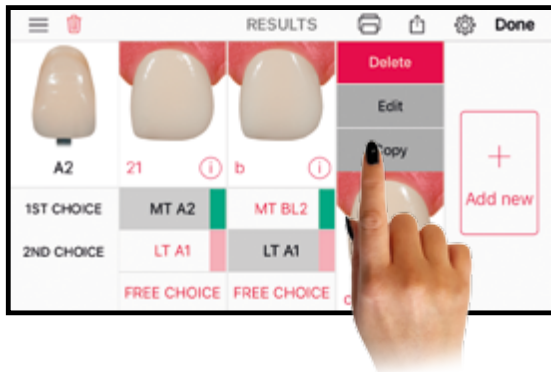 RESULTS Done
Delete
Edit
Copy
A2 21 b
Add new
1ST CHOICE MT A2 MT BL2
2ND CHOICE LT A1 LT A1
FREE CHOICE FREE CHOICE